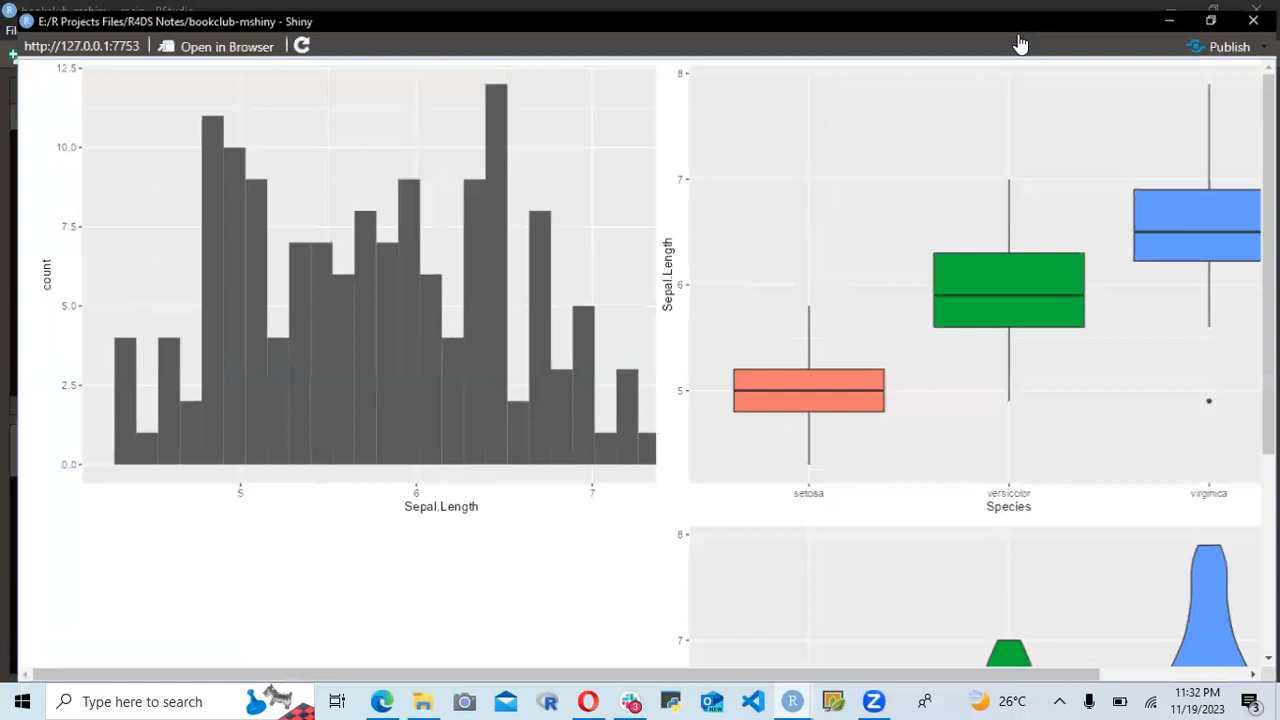 E:/R Projects Files/R4DS Notes/bookclub-mshiny - Shiny
http://127.0.0.1:7753
Open in Browser
Publish
12.5
10.0
7.5
5.0
2.5
0.0
count
5
6
7
Sepal.Length
8
7
6
5
Sepal.Length
setosa
versicolor
virginica
Species
8
7
Type here to search
3
NEW
26°C
11:32 PM
11/19/2023
3